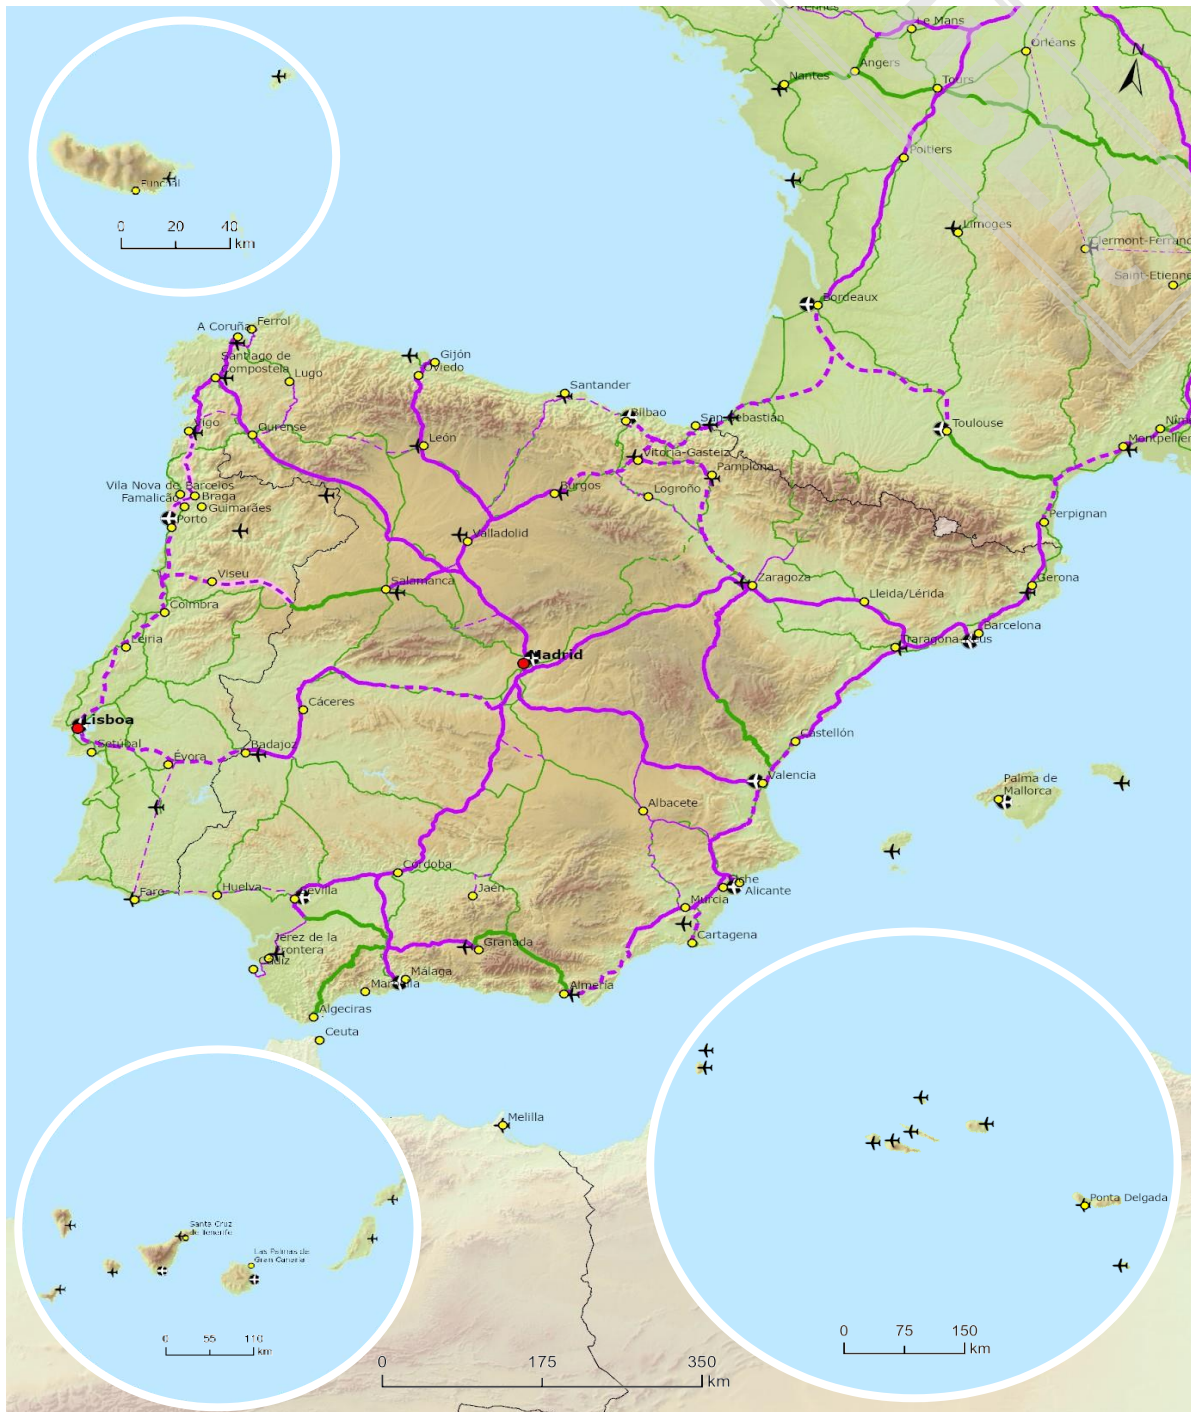 Rennes
Le Mans
Orléans
N
Angers
Nantes
Tours
Poitiers
Funchal
0 20 40
km
Limoges
Clermont-Ferrand
Saint-Etienne
Bordeaux
Ferrol
A Coruña
Gijón
Oviedo
Santiago de
Compostela
Lugo
Santander
Bilbao
San Sebastián
Toulouse
Vigo
Ourense
León
Vitoria-Gasteiz
Montpellier
Pamplona
Burgos
Logroño
Vila Nova de
Famalicão
Barcelos
Braga
Guimarães
Porto
Perpignan
Valladolid
Viseu
Salamanca
Zaragoza
Gerona
Lleida/Lérida
Coimbra
Barcelona
Leiria
Tarragona-Reus
Madrid
Cáceres
Lisboa
Setúbal
Évora
Badajoz
Castellón
Valencia
Palma de
Mallorca
Albacete
Córdoba
Elche
Alicante
Faro
Huelva
Sevilla
Jaén
Murcia
Cartagena
Jerez de la
Frontera
Cádiz
Granada
Málaga
Marbella
Almería
Algeciras
Ceuta
Melilla
Ponta Delgada
Santa Cruz
de Tenerife
Las Palmas de
Gran Canaria
0 55 110
km
0 175 350
km
0 75 150
km